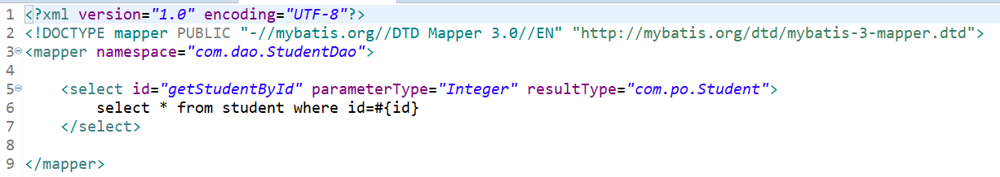 1 <?xml version="1.0" encoding="UTF-8"?>
2 <!DOCTYPE mapper PUBLIC "-//mybatis.org//DTD Mapper 3.0//EN" "http://mybatis.org/dtd/mybatis-3-mapper.dtd">
3 <mapper namespace="com.dao.StudentDao">
4
5     <select id="getStudentById" parameterType="Integer" resultType="com.po.Student">
6         select * from student where id=#{id}
7     </select>
8
9 </mapper>